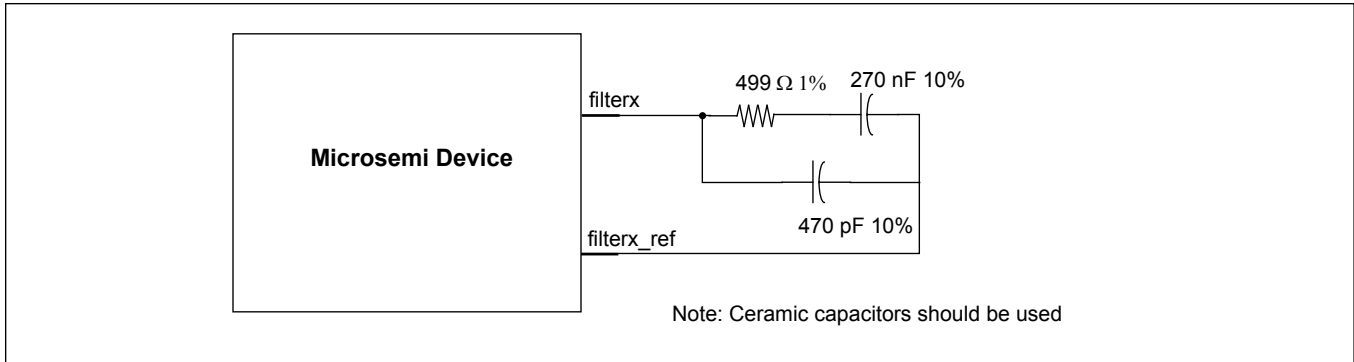 499 Ω 1%
270 nF 10%
filterx
Microsemi Device
470 pF 10%
filterx_ref
Note: Ceramic capacitors should be used